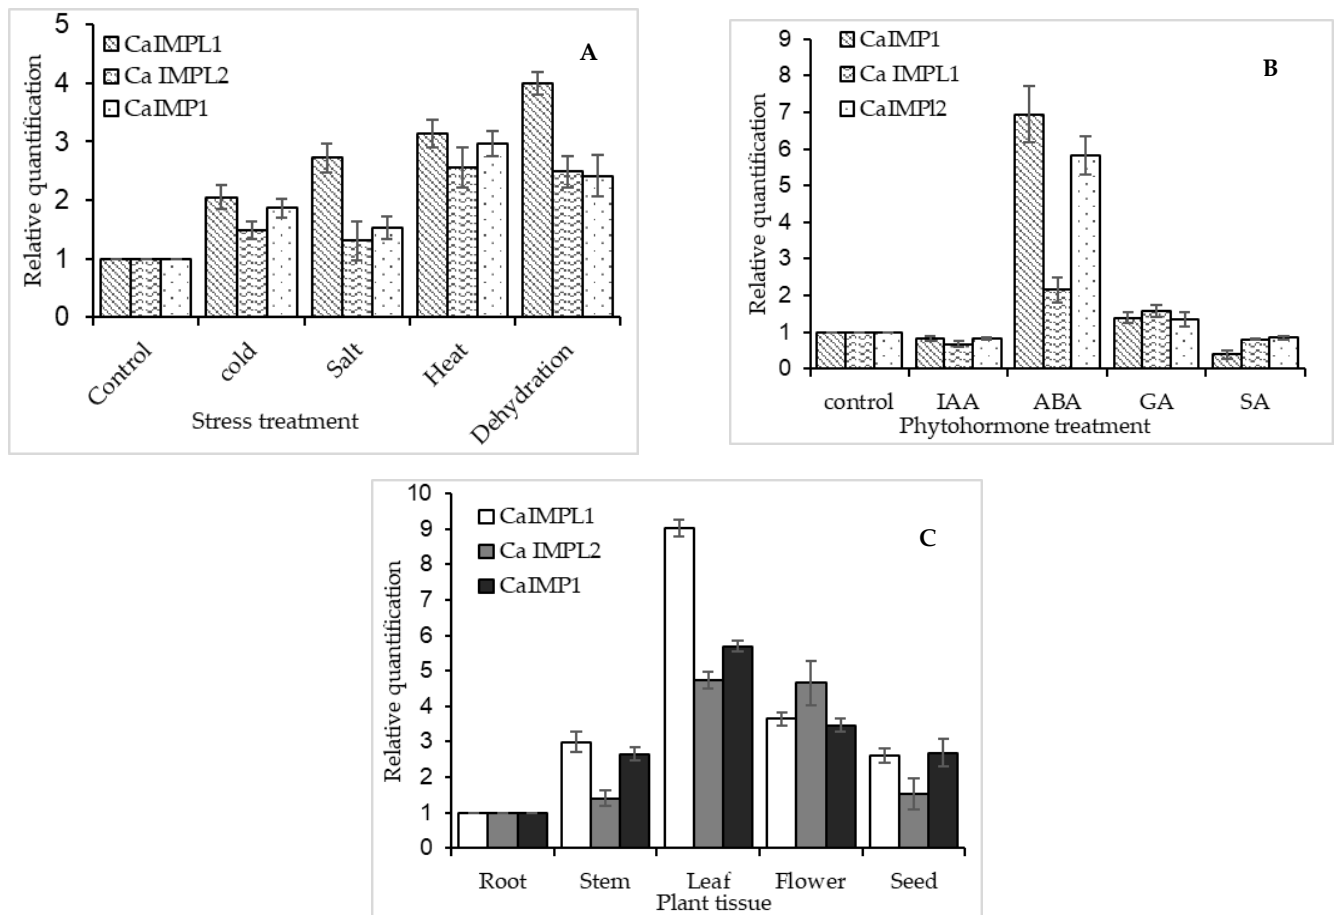 A
CaIMPL1
Ca IMPL2
CaIMP1
Relative quantification
5
4
3
2
1
0
Control
cold
Salt
Heat
Dehydration
Stress treatment
B
CaIMP1
Ca IMPL1
CaIMPl2
Relative quantification
9
8
7
6
5
4
3
2
1
0
control IAA ABA GA SA
Phytohormone treatment
C
CaIMPL1
Ca IMPL2
CaIMP1
Relative quantification
10
9
8
7
6
5
4
3
2
1
0
Root Stem Leaf Flower Seed
Plant tissue